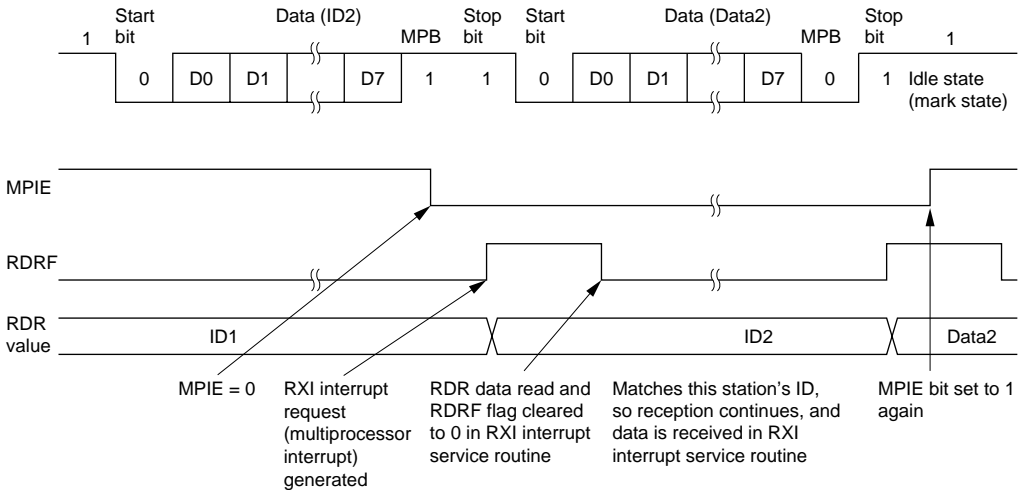 Start bit
Data (ID2)
Stop bit
Start bit
Data (Data2)
Stop bit
1
MPB
MPB
1
0
D0
D1
D7
1
1
0
D0
D1
D7
0
1
Idle state (mark state)
MPIE
RDRF
RDR value
ID1
ID2
Data2
MPIE = 0
RXI interrupt
request
(multiprocessor
interrupt)
generated
RDR data read and
RDRF flag cleared
to 0 in RXI interrupt
service routine
Matches this station's ID,
so reception continues, and
data is received in RXI
interrupt service routine
MPIE bit set to 1
again